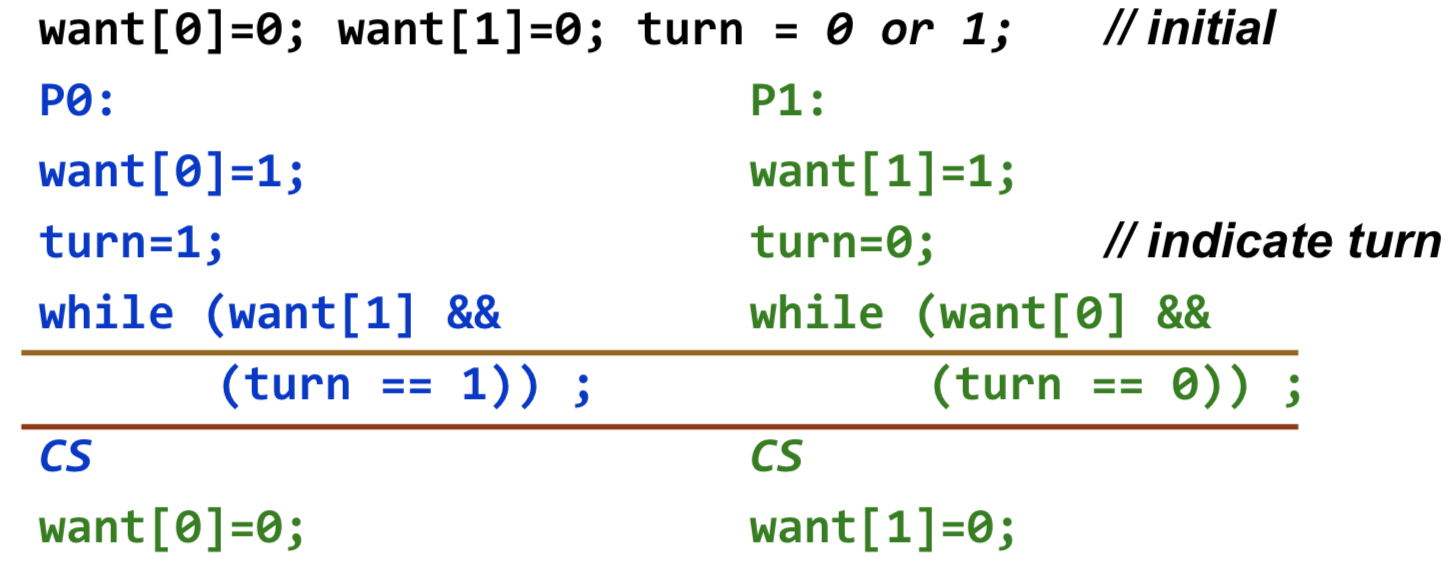 want[0]=0; want[1]=0; turn = 0 or 1; // initial
P0: P1:
want[0]=1; want[1]=1;
turn=1; turn=0; // indicate turn
while (want[1] && while (want[0] &&
(turn == 1)) ; (turn == 0)) ;
CS CS
want[0]=0; want[1]=0;